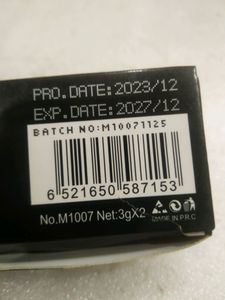 PRO.DATE:2023/12
EXP.DATE:2027/12
BATCH NO:M10071125
6 521650 587153
No.M1007 Net:3gX2
MADE IN P.R.C